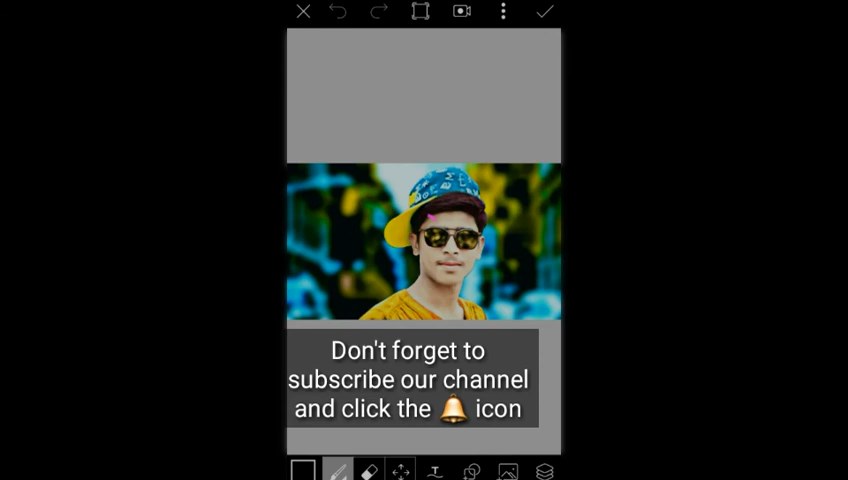 Don't forget to
subscribe our channel
and click the 🔔 icon